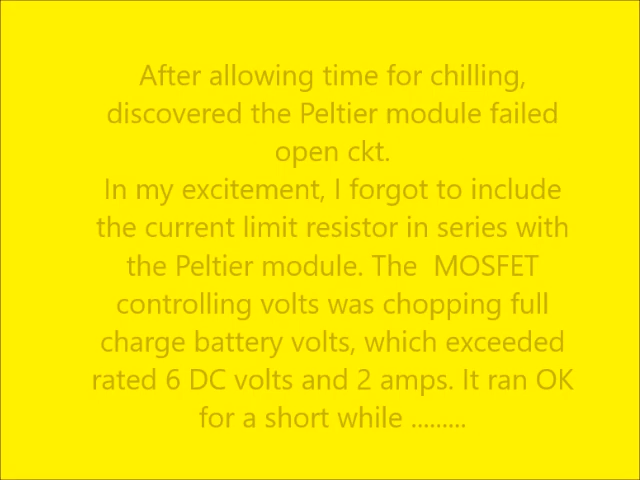 After allowing time for chilling,
discovered the Peltier module failed
open ckt.
In my excitement, I forgot to include
the current limit resistor in series with
the Peltier module. The  MOSFET
controlling volts was chopping full
charge battery volts, which exceeded
rated 6 DC volts and 2 amps. It ran OK
for a short while .........